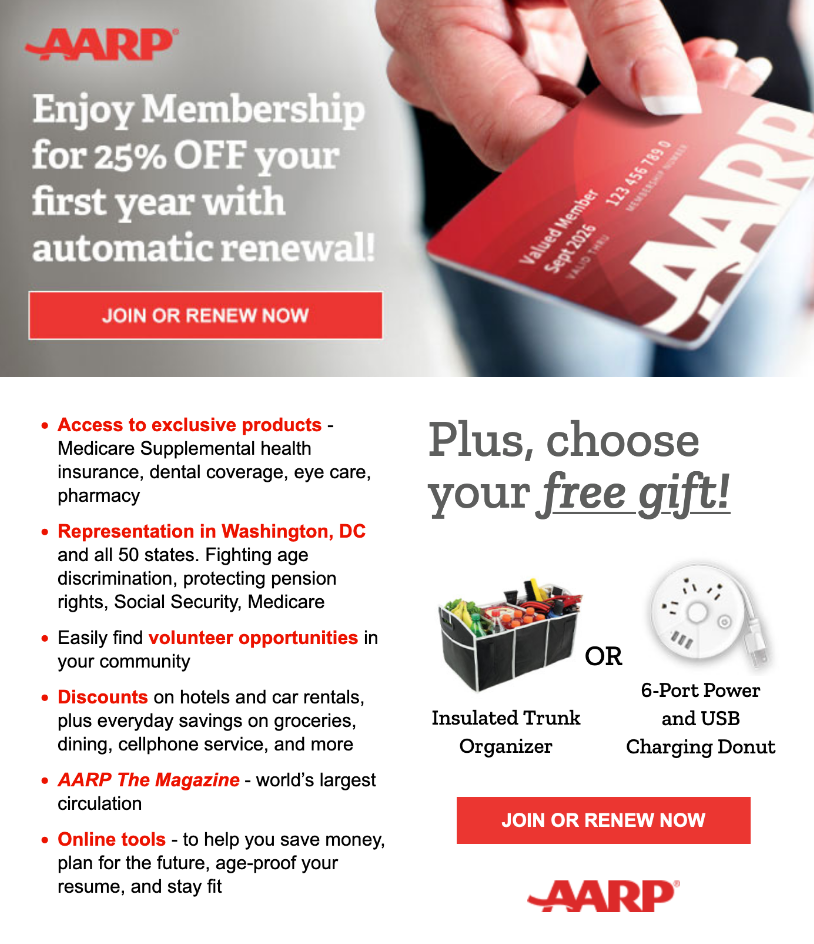 AARP®
Enjoy Membership
for 25% OFF your
first year with
automatic renewal!
JOIN OR RENEW NOW
123 456 789 0
MEMBERSHIP NUMBER
Valued Member
Sept 2026
VALID THRU
AARP
• Access to exclusive products -
Medicare Supplemental health
insurance, dental coverage, eye care,
pharmacy
• Representation in Washington, DC
and all 50 states. Fighting age
discrimination, protecting pension
rights, Social Security, Medicare
• Easily find volunteer opportunities in
your community
• Discounts on hotels and car rentals,
plus everyday savings on groceries,
dining, cellphone service, and more
• AARP The Magazine - world’s largest
circulation
• Online tools - to help you save money,
plan for the future, age-proof your
resume, and stay fit
Plus, choose
your free gift!
Insulated Trunk
Organizer
OR
6-Port Power
and USB
Charging Donut
JOIN OR RENEW NOW
AARP®